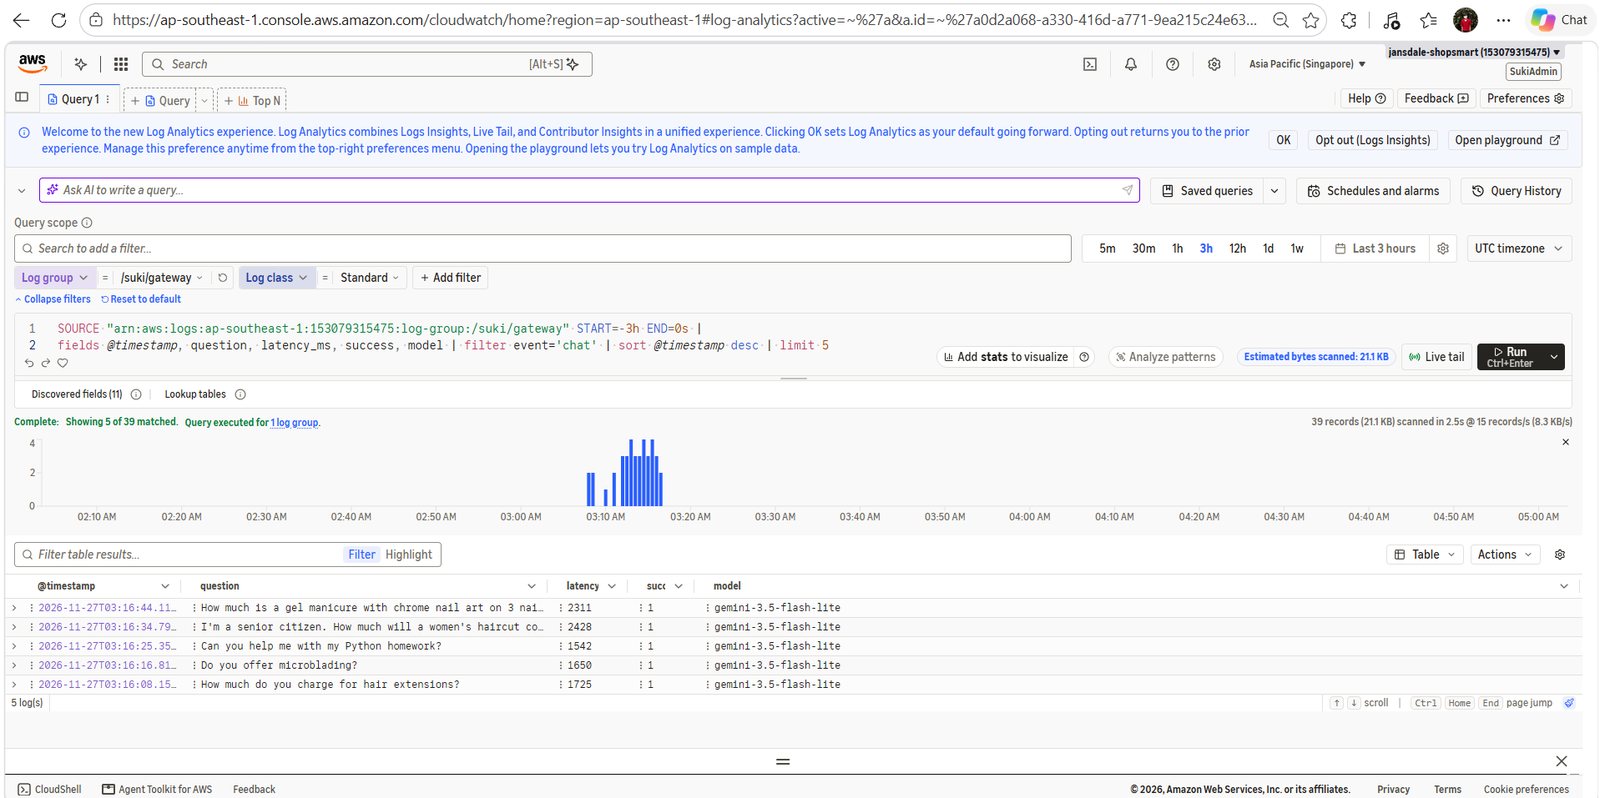 https://ap-southeast-1.console.aws.amazon.com/cloudwatch/home?region=ap-southeast-1#log-analytics?active=~%27a&a.id=~%27a0d2a068-a330-416d-a771-9ea215c24e63...
Chat
aws
Search [Alt+S]
Asia Pacific (Singapore)
jansdale-shopsmart (153079315475)
SukiAdmin
Query 1
+ Query
+ Top N
Help
Feedback
Preferences
Welcome to the new Log Analytics experience. Log Analytics combines Logs Insights, Live Tail, and Contributor Insights in a unified experience. Clicking OK sets Log Analytics as your default going forward. Opting out returns you to the prior
experience. Manage this preference anytime from the top-right preferences menu. Opening the playground lets you try Log Analytics on sample data.
OK
Opt out (Logs Insights)
Open playground
Ask AI to write a query...
Saved queries
Schedules and alarms
Query History
Query scope
Search to add a filter...
5m 30m 1h 3h 12h 1d 1w
Last 3 hours
UTC timezone
Log group = /suki/gateway
Log class = Standard
+ Add filter
Collapse filters
Reset to default
1 SOURCE "arn:aws:logs:ap-southeast-1:153079315475:log-group:/suki/gateway" START=-3h END=0s |
2 fields @timestamp, question, latency_ms, success, model | filter event='chat' | sort @timestamp desc | limit 5
Add stats to visualize
Analyze patterns
Estimated bytes scanned: 21.1 KB
Live tail
Run
Ctrl+Enter
Discovered fields (11)
Lookup tables
Complete: Showing 5 of 39 matched. Query executed for 1 log group.
39 records (21.1 KB) scanned in 2.5s @ 15 records/s (8.3 KB/s)
4
2
0
02:10 AM 02:20 AM 02:30 AM 02:40 AM 02:50 AM 03:00 AM 03:10 AM 03:20 AM 03:30 AM 03:40 AM 03:50 AM 04:00 AM 04:10 AM 04:20 AM 04:30 AM 04:40 AM 04:50 AM 05:00 AM
Filter table results...
Filter
Highlight
Table
Actions
@timestamp question latency succ model
2026-11-27T03:16:44.11... How much is a gel manicure with chrome nail art on 3 nai... 2311 1 gemini-3.5-flash-lite
2026-11-27T03:16:34.79... I'm a senior citizen. How much will a women's haircut co... 2428 1 gemini-3.5-flash-lite
2026-11-27T03:16:25.35... Can you help me with my Python homework? 1542 1 gemini-3.5-flash-lite
2026-11-27T03:16:16.81... Do you offer microblading? 1650 1 gemini-3.5-flash-lite
2026-11-27T03:16:08.15... How much do you charge for hair extensions? 1725 1 gemini-3.5-flash-lite
5 log(s)
↑ ↓ scroll | Ctrl Home End page jump
CloudShell
Agent Toolkit for AWS
Feedback
© 2026, Amazon Web Services, Inc. or its affiliates.
Privacy
Terms
Cookie preferences